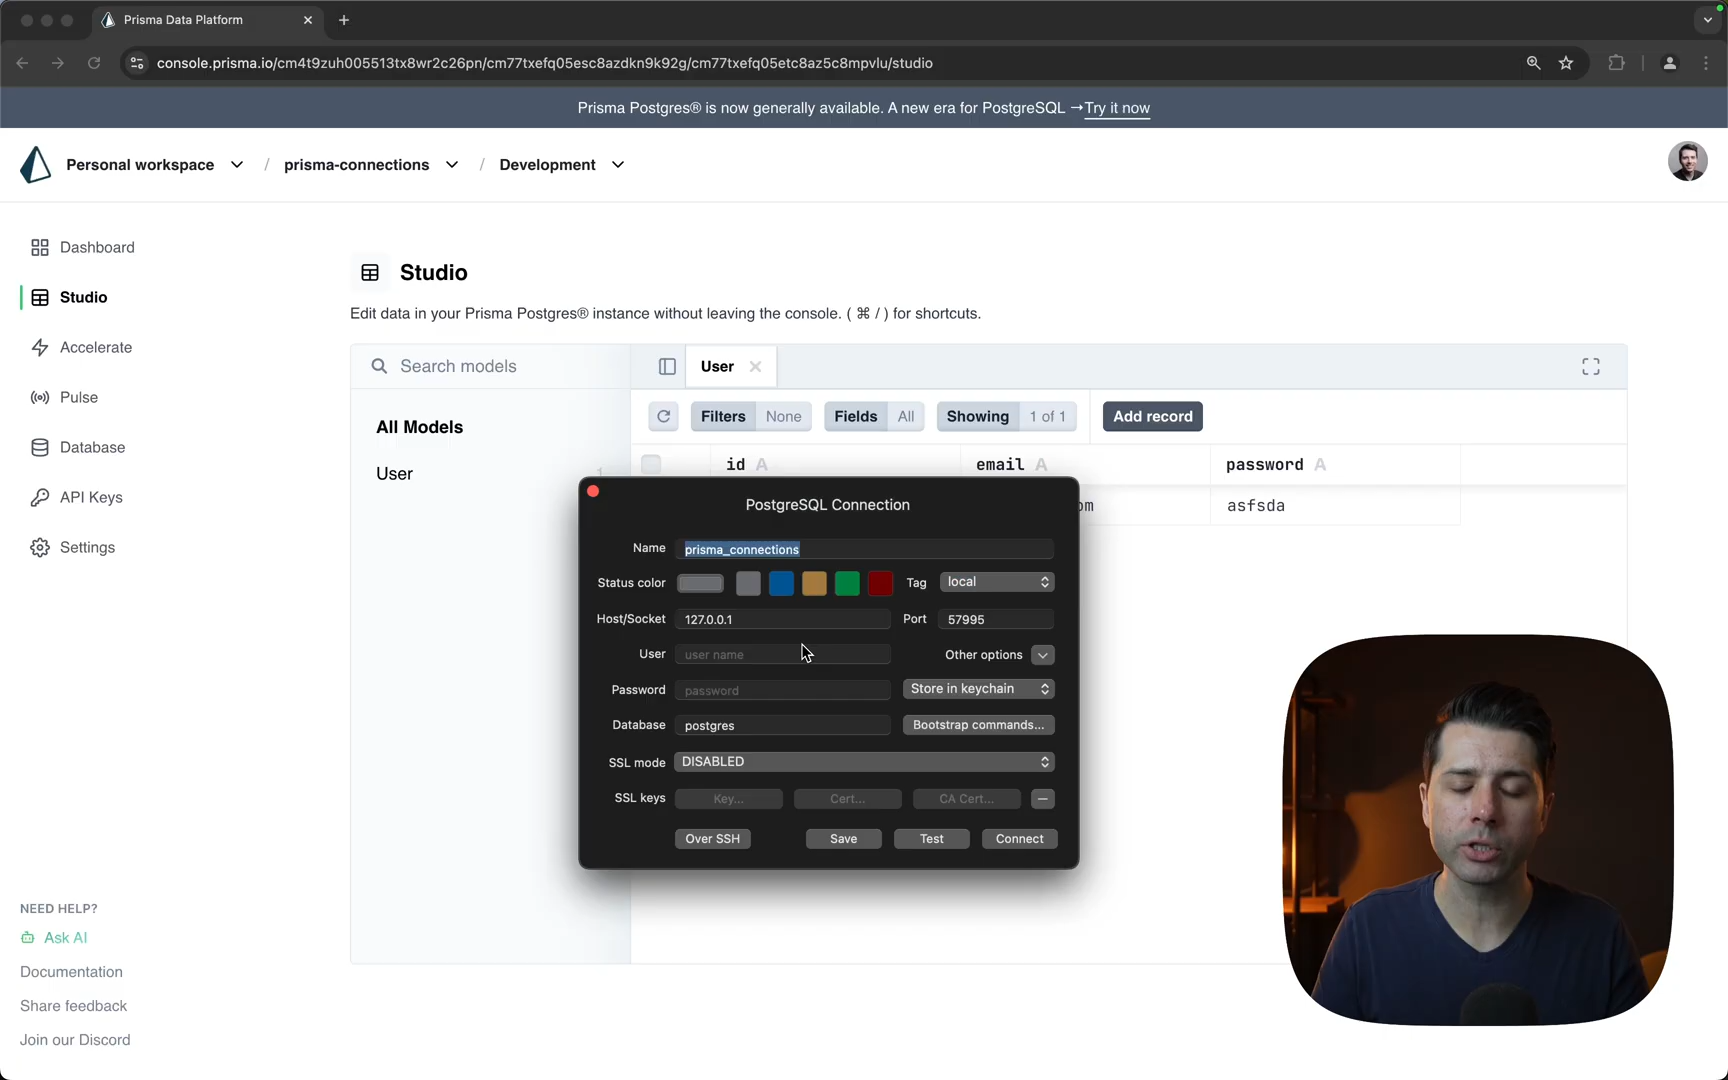 Prisma Data Platform
console.prisma.io/cm4t9zuh005513tx8wr2c26pn/cm77txefq05esc8azdkn9k92g/cm77txefq05etc8az5c8mpvlu/studio
Prisma Postgres® is now generally available. A new era for PostgreSQL →Try it now
Personal workspace / prisma-connections / Development
Dashboard
Studio
Accelerate
Pulse
Database
API Keys
Settings
NEED HELP?
Ask AI
Documentation
Share feedback
Join our Discord
Studio
Edit data in your Prisma Postgres® instance without leaving the console. ( ⌘ / ) for shortcuts.
Search models
User
All Models
User 1
Filters None Fields All Showing 1 of 1 Add record
id A email A password A
om asfsda
PostgreSQL Connection
Name prisma_connections
Status color Tag local
Host/Socket 127.0.0.1 Port 57995
User user name Other options
Password password Store in keychain
Database postgres Bootstrap commands...
SSL mode DISABLED
SSL keys Key... Cert... CA Cert...
Over SSH Save Test Connect